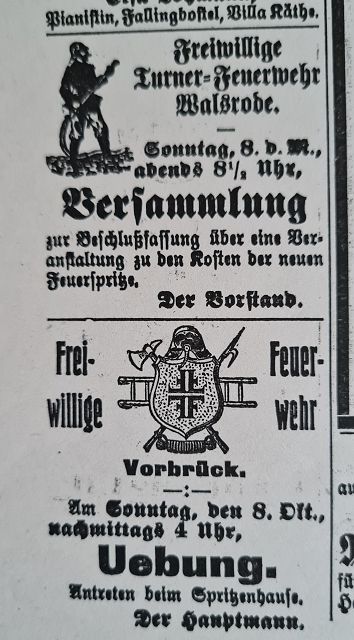 Pianistin, Fallingbostel, Villa Käthe.
Freiwillige
Turner=Feuerwehr
Walsrode.
Sonntag, 8. d. M.,
abends 8½ Uhr,
Versammlung
zur Beschlußfassung über eine Ver-
anstaltung zu den Kosten der neuen
Feuerspritze.
Der Vorstand.
Frei-
willige
Feuer-
wehr
Vorbrück.
Am Sonntag, den 8. Okt.,
nachmittags 4 Uhr,
Uebung.
Antreten beim Spritzenhause.
Der Hauptmann.